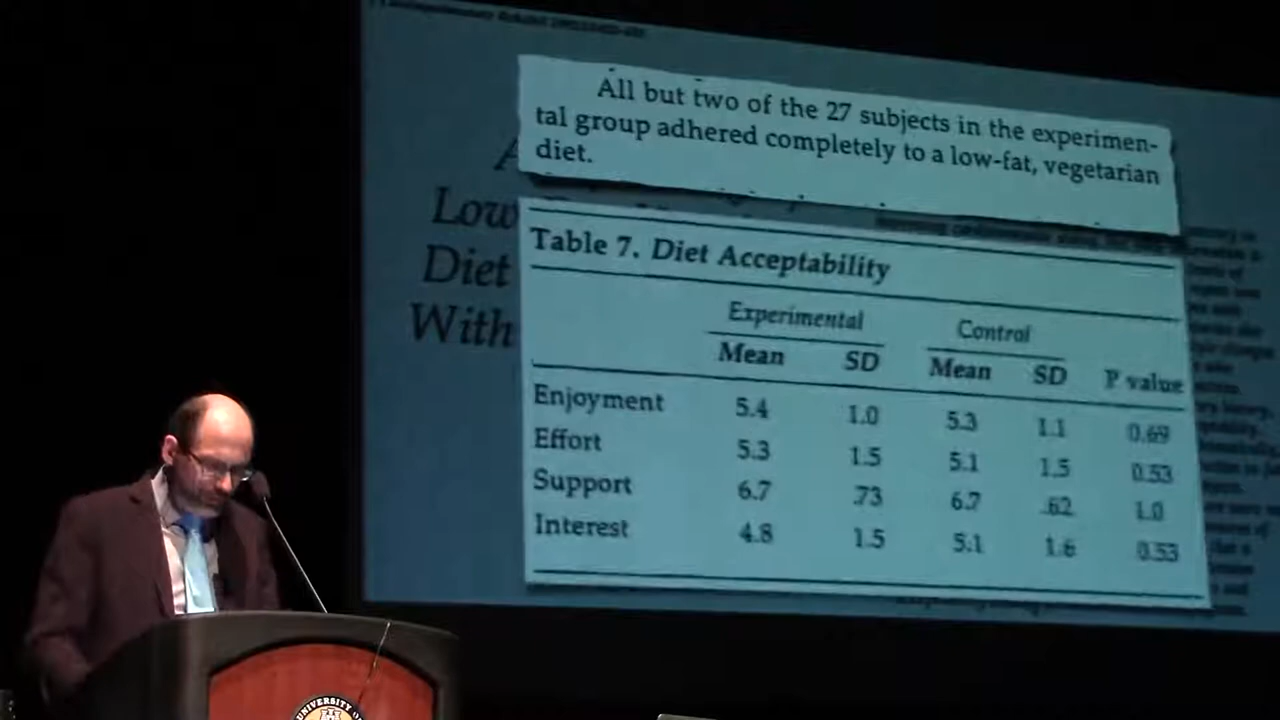 All but two of the 27 subjects in the experimen-
tal group adhered completely to a low-fat, vegetarian
diet.
Low
Diet
With
Table 7. Diet Acceptability
Experimental Control
Mean SD Mean SD P value
Enjoyment 5.4 1.0 5.3 1.1 0.69
Effort 5.3 1.5 5.1 1.5 0.53
Support 6.7 .73 6.7 .62 1.0
Interest 4.8 1.5 5.1 1.6 0.53
UNIVERSITY